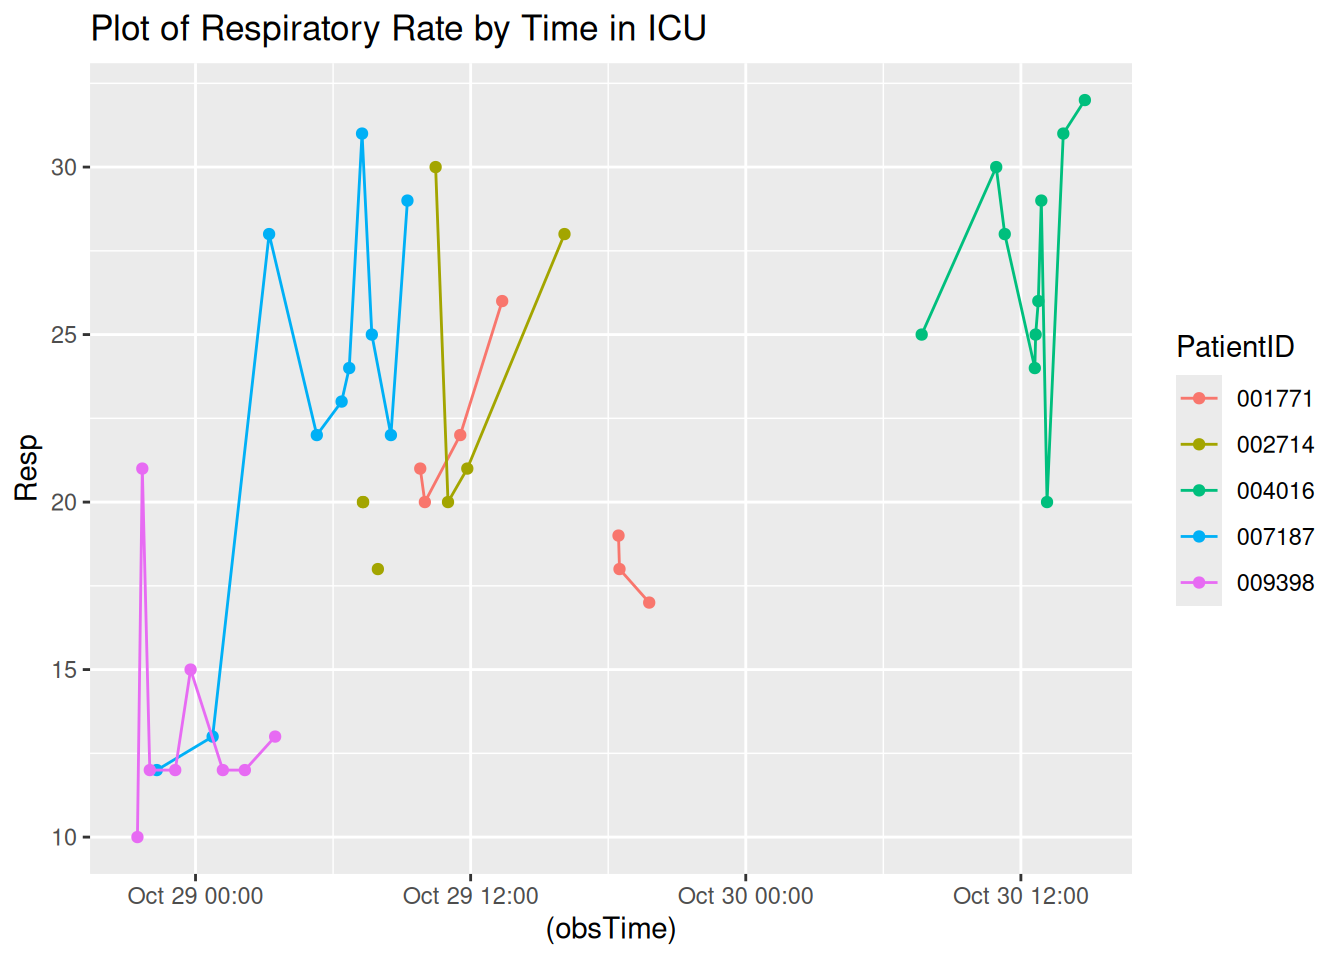 Plot of Respiratory Rate by Time in ICU
Resp
30
25
20
15
10
Oct 29 00:00 Oct 29 12:00 Oct 30 00:00 Oct 30 12:00
(obsTime)
PatientID
001771
002714
004016
007187
009398